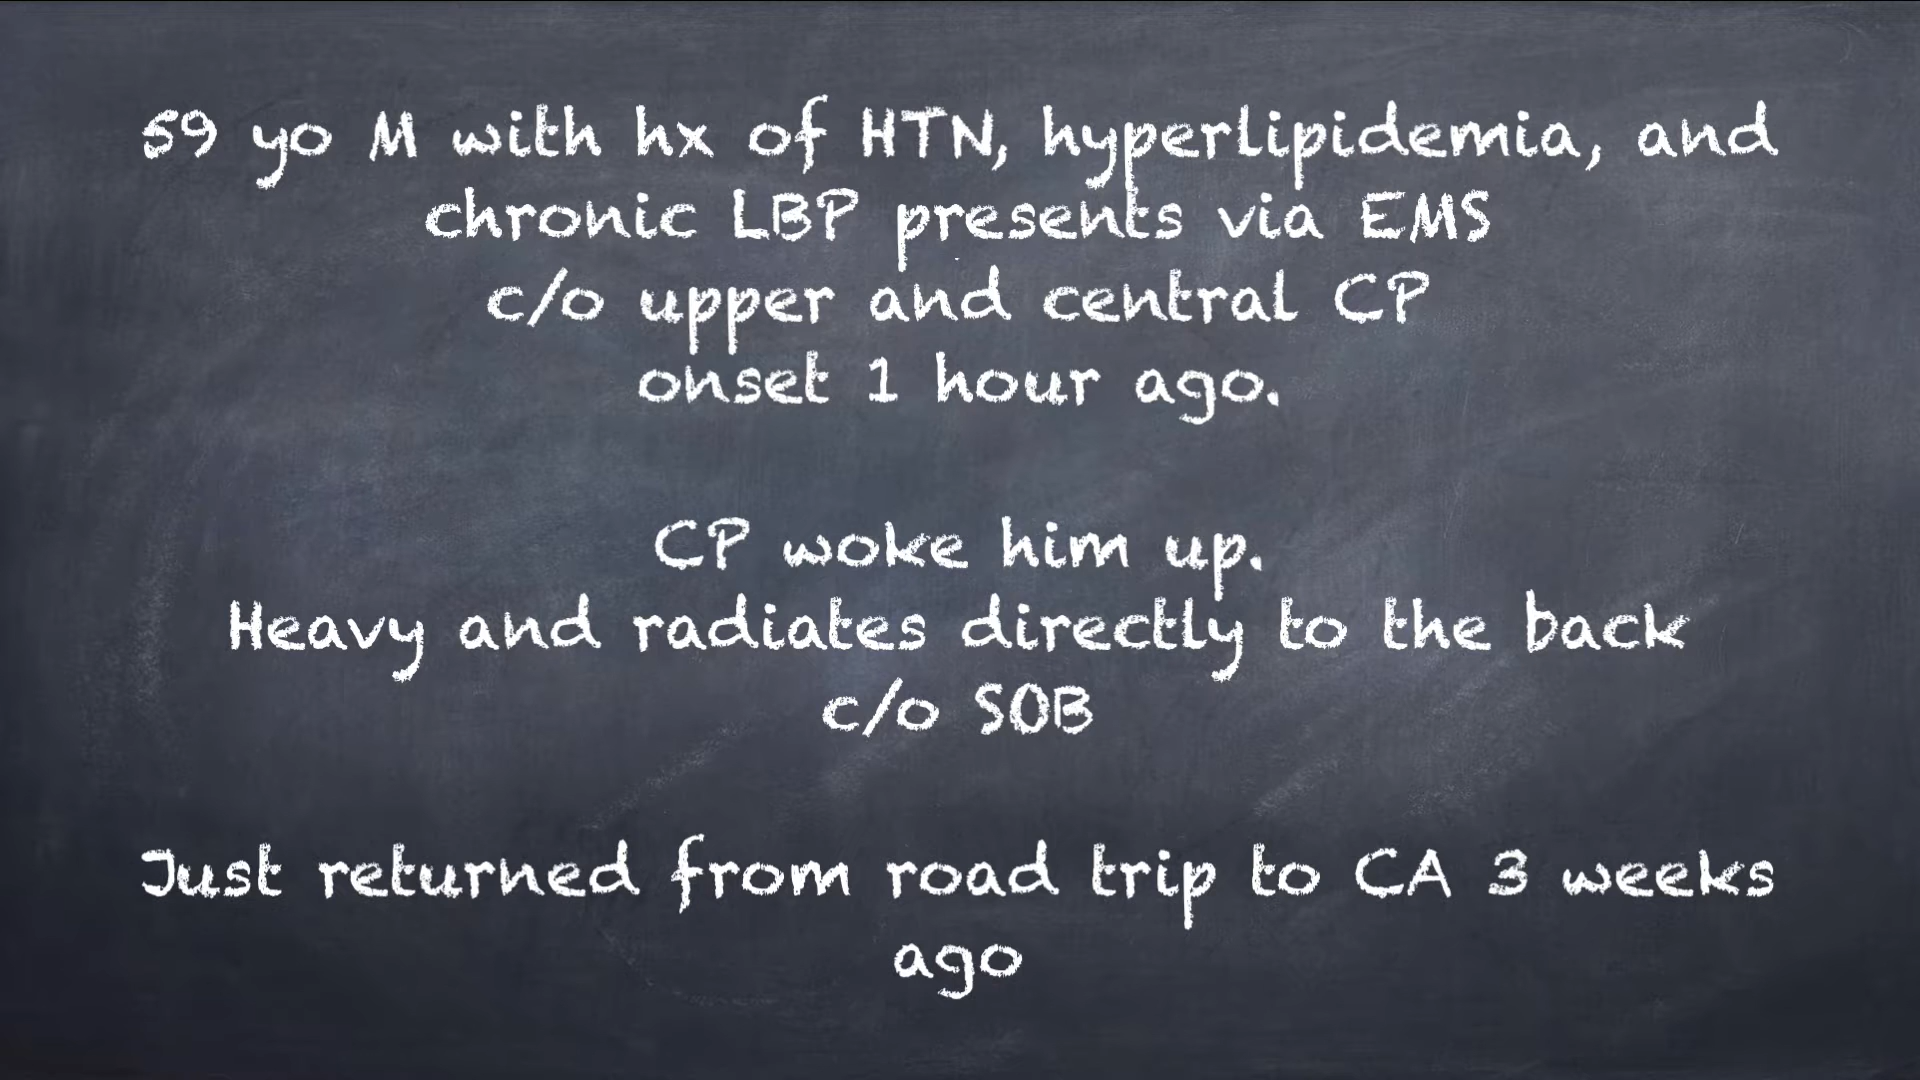 59 yo M with hx of HTN, hyperlipidemia, and
chronic LBP presents via EMS
c/o upper and central CP
onset 1 hour ago.
CP woke him up.
Heavy and radiates directly to the back
c/o SOB
Just returned from road trip to CA 3 weeks
ago